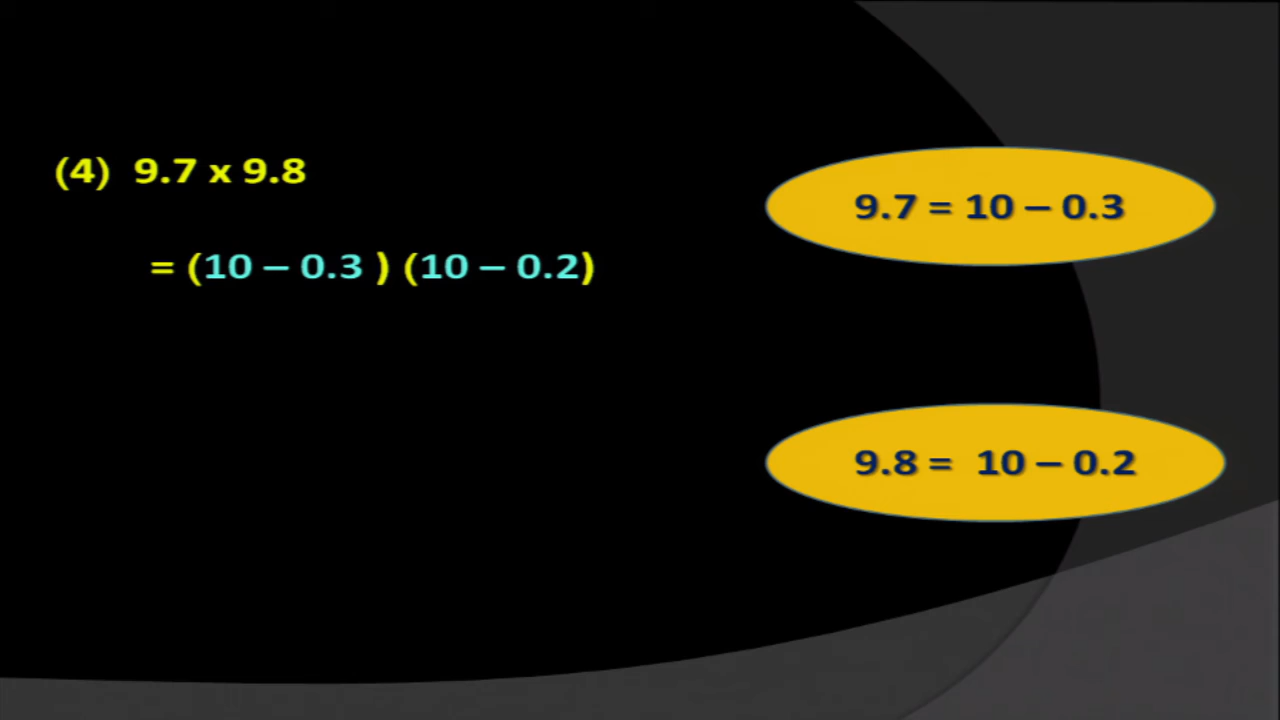 (4) 9.7 x 9.8
= (10 – 0.3 ) (10 – 0.2)
9.7 = 10 – 0.3
9.8 = 10 – 0.2